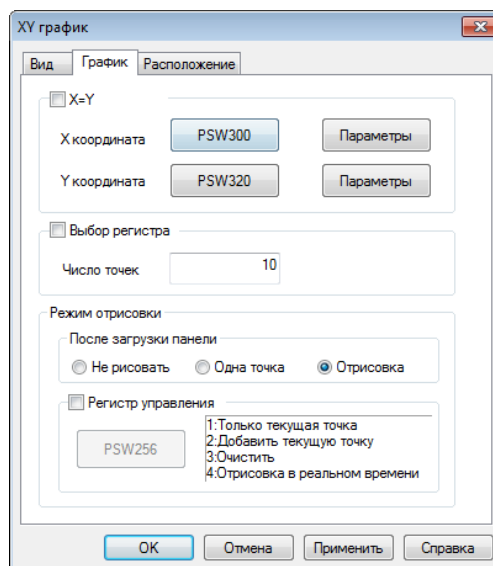 XY график
Вид График Расположение
X=Y
X координата PSW300 Параметры
Y координата PSW320 Параметры
Выбор регистра
Число точек 10
Режим отрисовки
После загрузки панели
Не рисовать Одна точка Отрисовка
Регистр управления
PSW256
1:Только текущая точка
2:Добавить текущую точку
3:Очистить
4:Отрисовка в реальном времени
OK Отмена Применить Справка